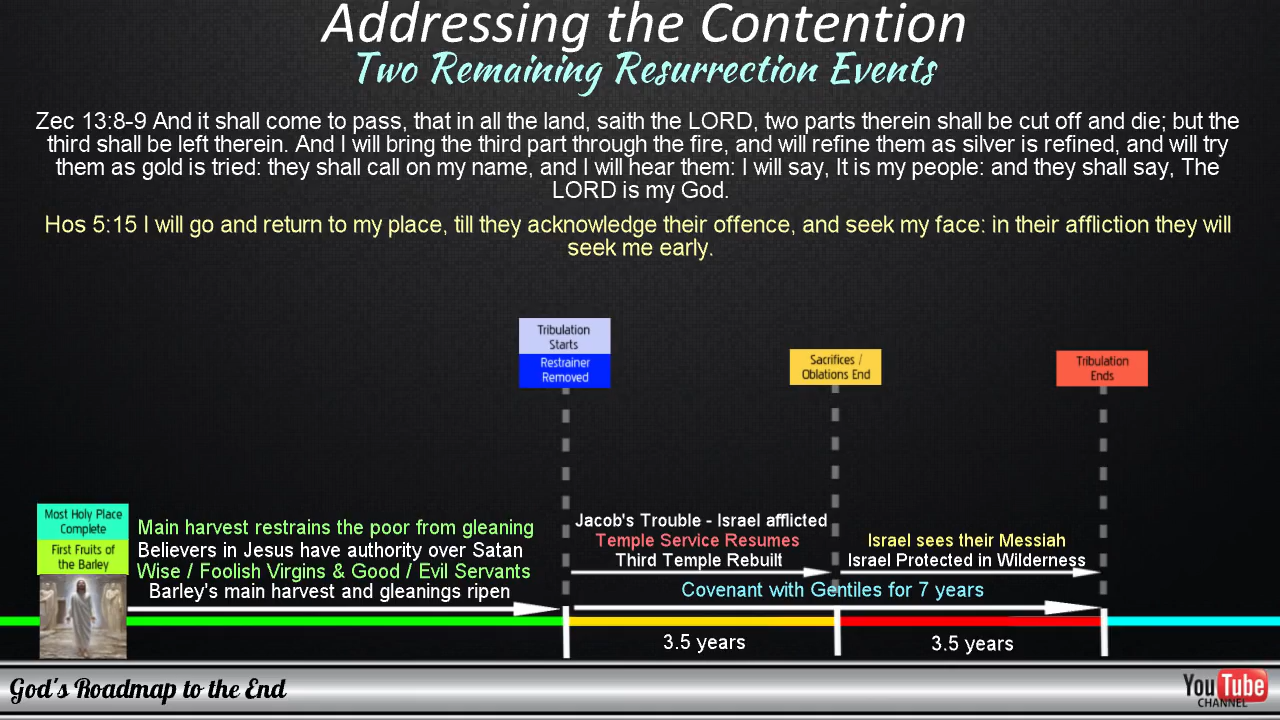 Addressing the Contention
Two Remaining Resurrection Events
Zec 13:8-9 And it shall come to pass, that in all the land, saith the LORD, two parts therein shall be cut off and die; but the
third shall be left therein. And I will bring the third part through the fire, and will refine them as silver is refined, and will try
them as gold is tried: they shall call on my name, and I will hear them: I will say, It is my people: and they shall say, The
LORD is my God.
Hos 5:15 I will go and return to my place, till they acknowledge their offence, and seek my face: in their affliction they will
seek me early.
Tribulation
Starts
Restrainer
Removed
Sacrifices /
Oblations End
Tribulation
Ends
Most Holy Place
Complete
First Fruits of
the Barley
Main harvest restrains the poor from gleaning
Believers in Jesus have authority over Satan
Wise / Foolish Virgins & Good / Evil Servants
Barley's main harvest and gleanings ripen
Jacob's Trouble - Israel afflicted
Temple Service Resumes
Third Temple Rebuilt
Israel sees their Messiah
Israel Protected in Wilderness
Covenant with Gentiles for 7 years
3.5 years
3.5 years
God's Roadmap to the End
YouTube
CHANNEL